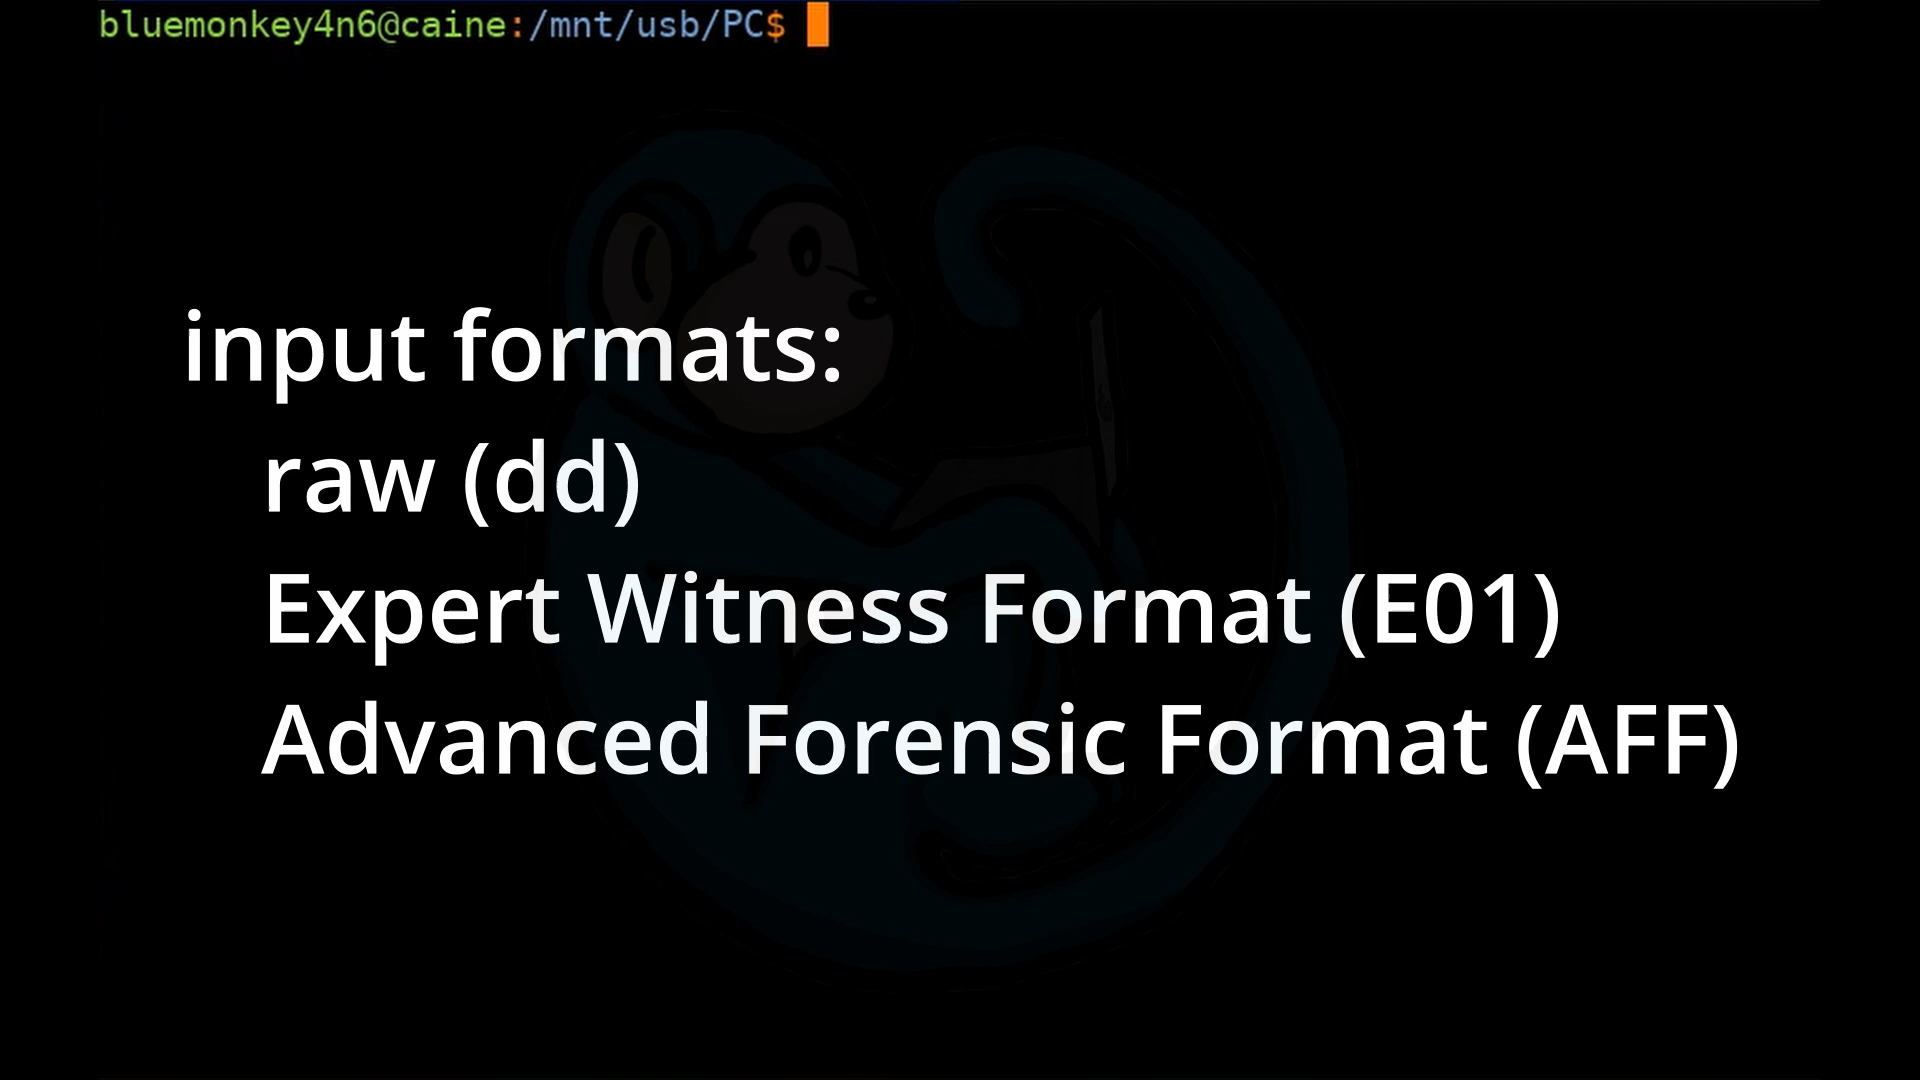 bluemonkey4n6@caine:/mnt/usb/PC$
input formats:
raw (dd)
Expert Witness Format (E01)
Advanced Forensic Format (AFF)